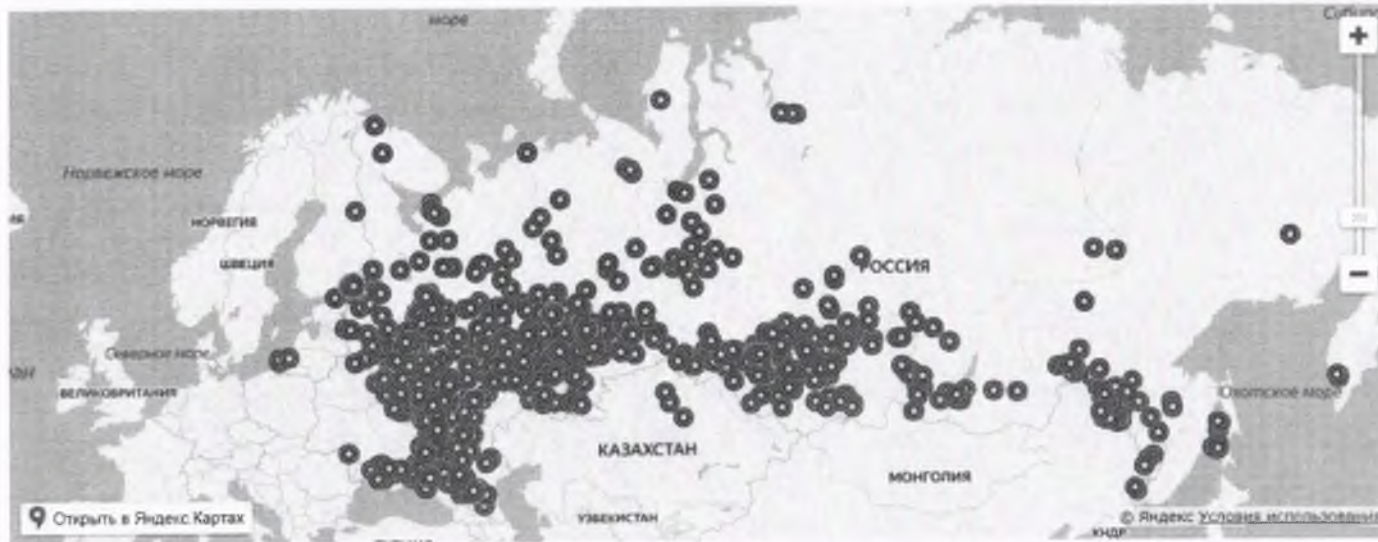 море
Норвежское море
НОРВЕГИЯ
ШВЕЦИЯ
РОССИЯ
Северное море
ВЕЛИКОБРИТАНИЯ
Охотское море
КАЗАХСТАН
МОНГОЛИЯ
УЗБЕКИСТАН
Открыть в Яндекс.Картах
© Яндекс Условия использования
КНДР